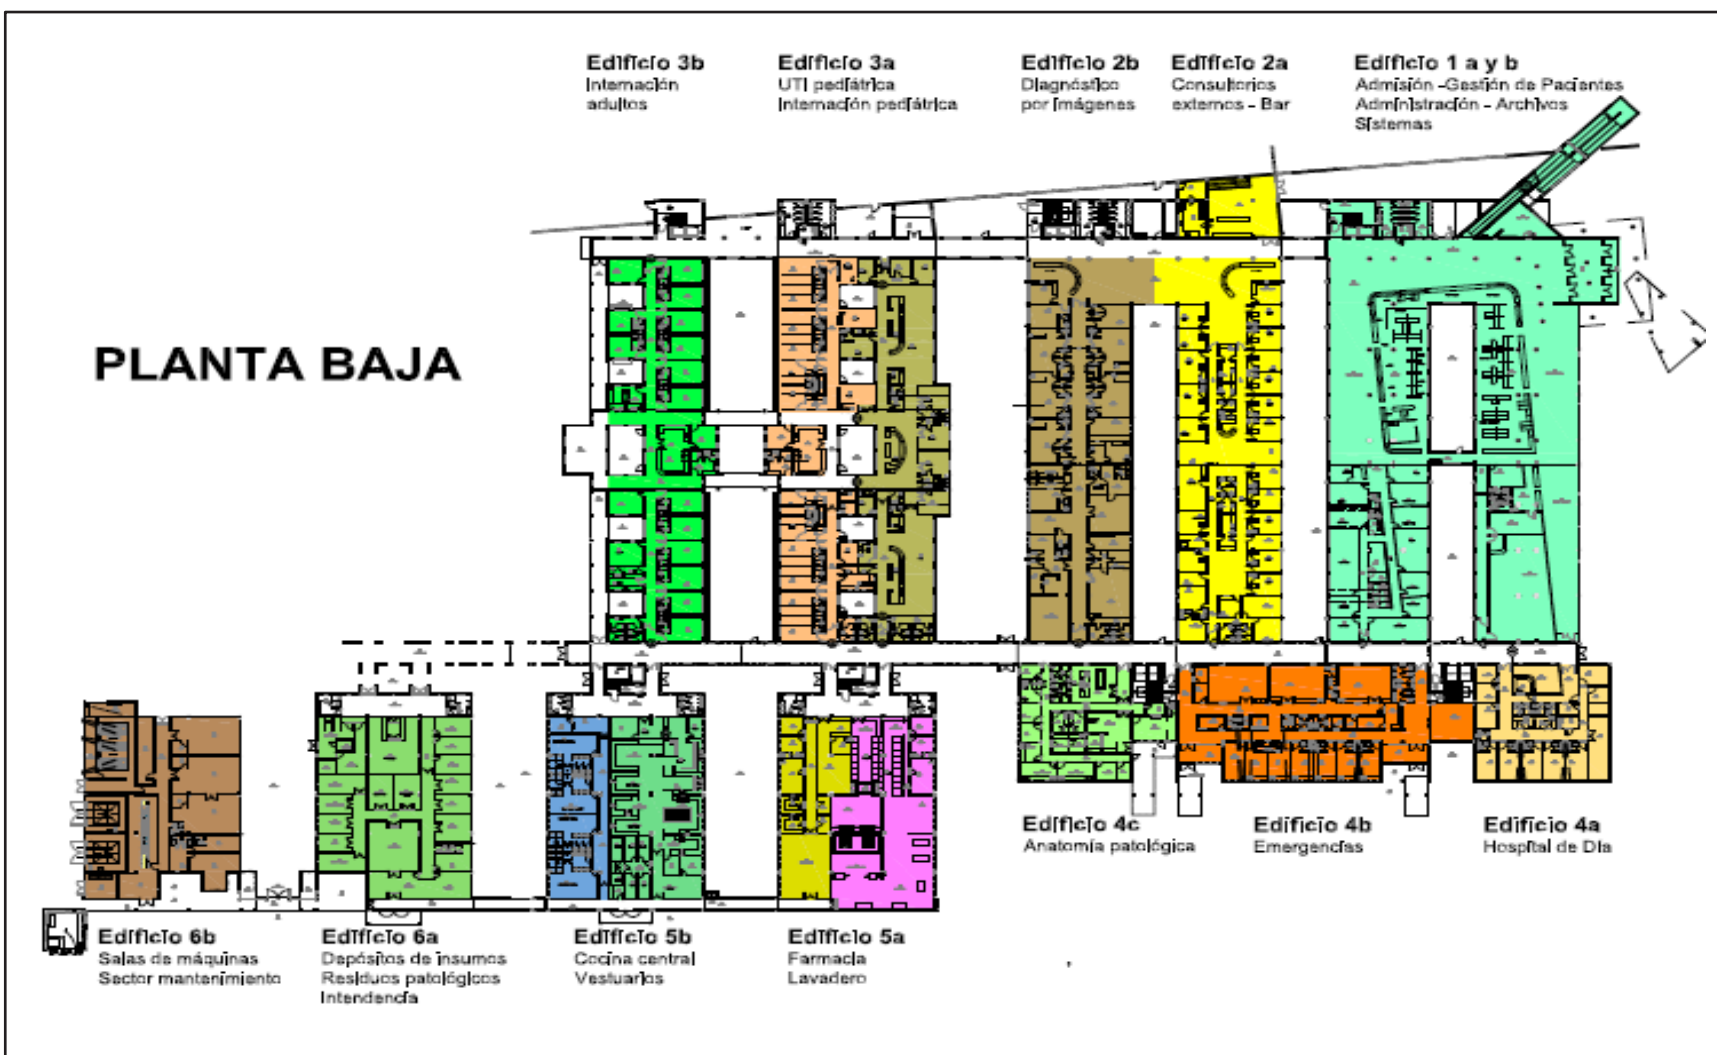 Edificio 3b
Internación
adultos
Edificio 3a
UTI pediátrica
Internación pediátrica
Edificio 2b
Diagnóstico
por imágenes
Edificio 2a
Consultorios
externos - Bar
Edificio 1 a y b
Admisión -Gestión de Pacientes
Administración - Archivos
Sistemas
PLANTA BAJA
Edificio 4c
Anatomía patológica
Edificio 4b
Emergencias
Edificio 4a
Hospital de Día
Edificio 6b
Salas de máquinas
Sector mantenimiento
Edificio 6a
Depósitos de insumos
Residuos patológicos
Intendencia
Edificio 5b
Cocina central
Vestuarios
Edificio 5a
Farmacia
Lavadero